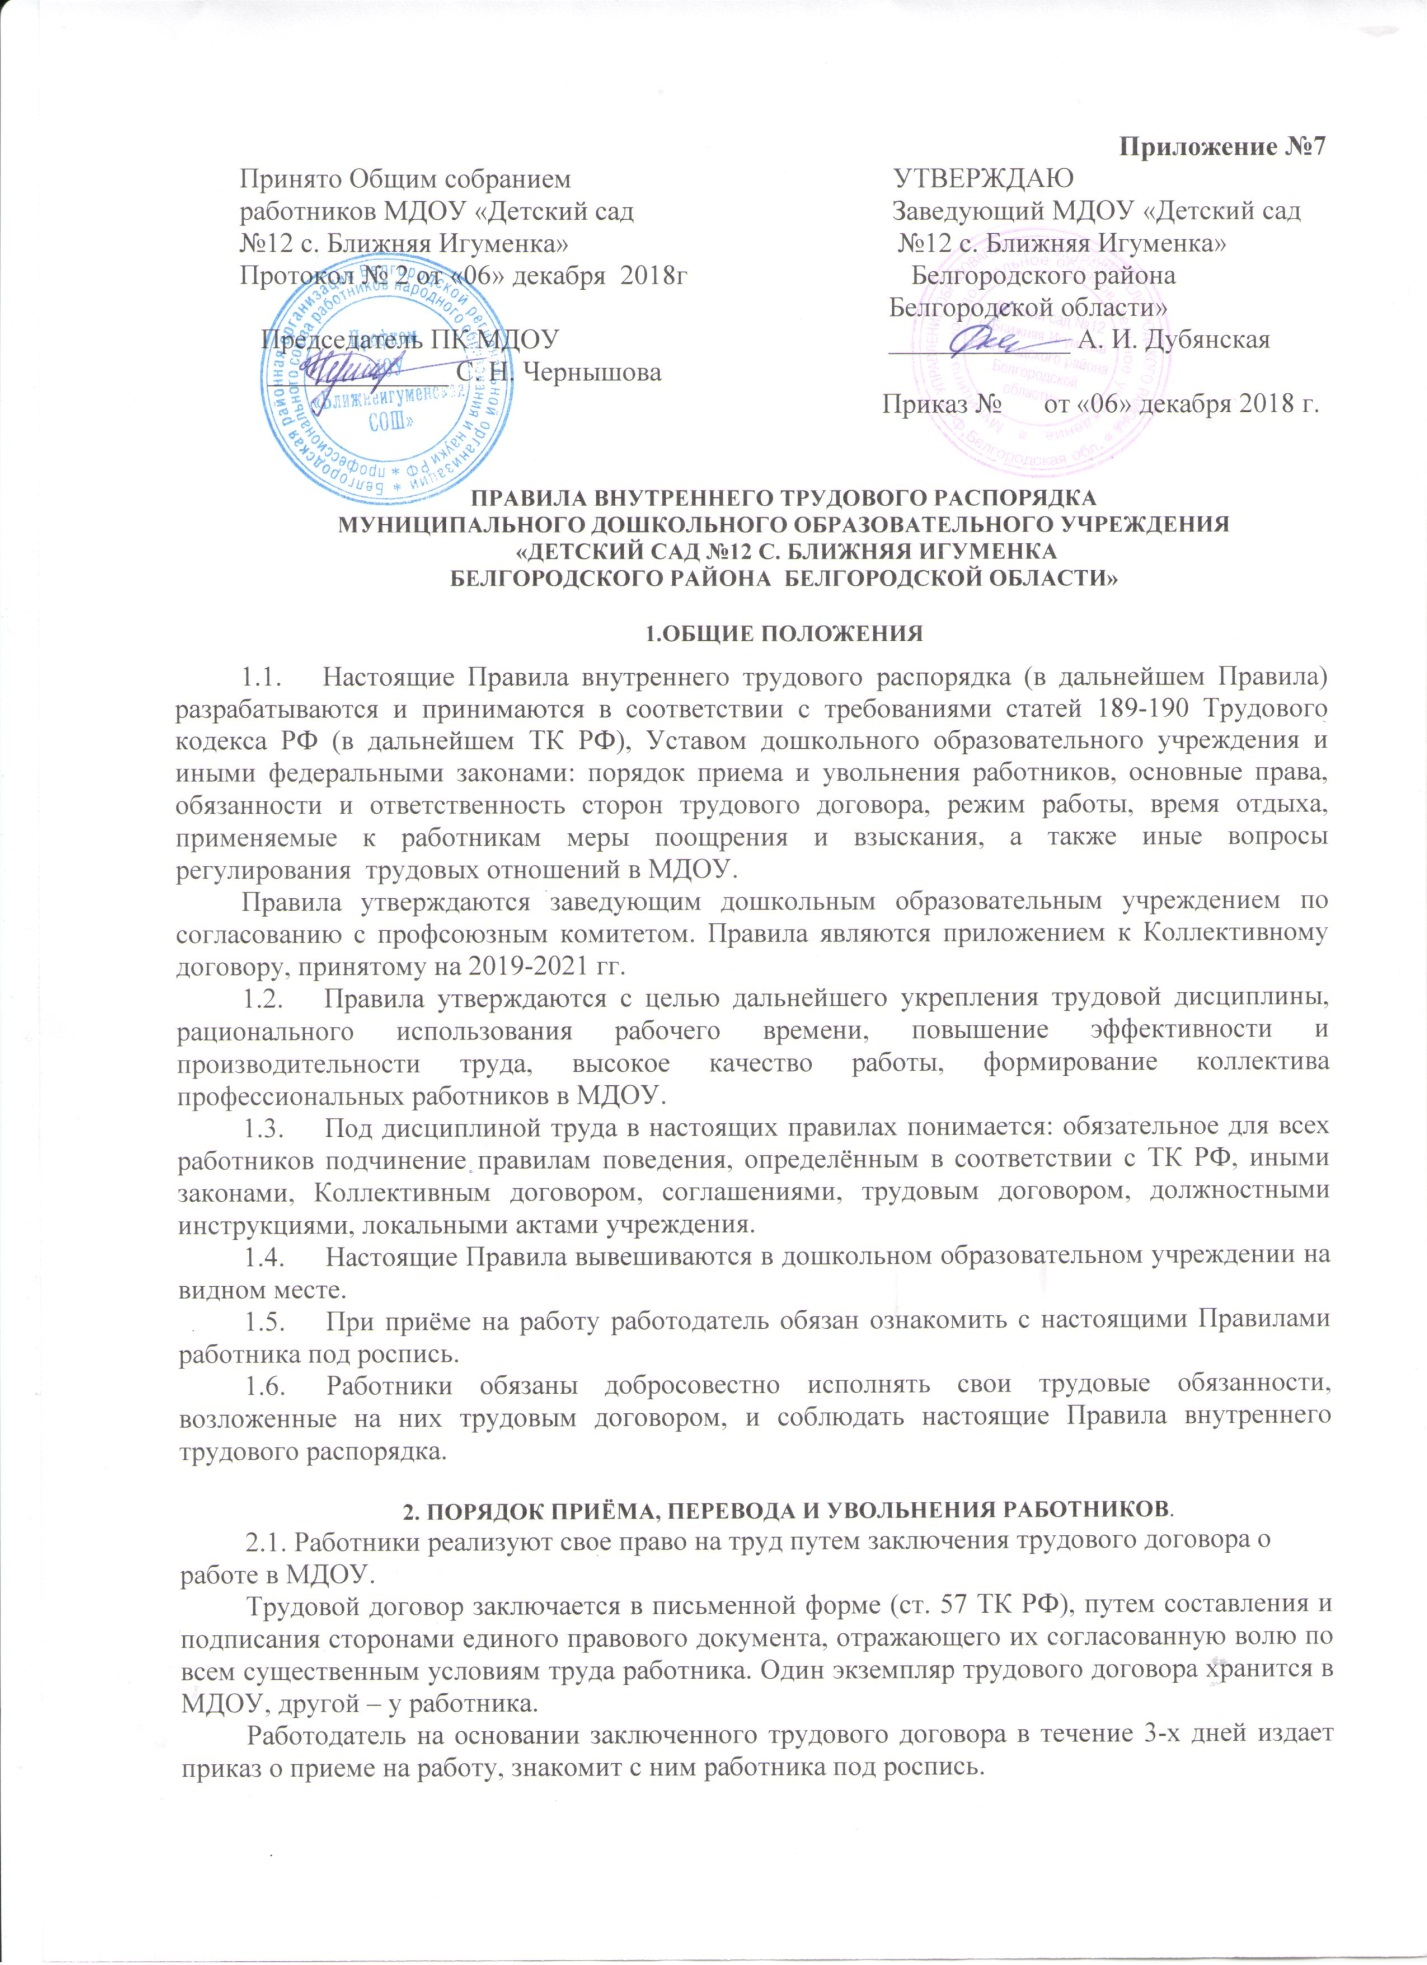 Приложение №7
Принято Общим собранием
работников МДОУ «Детский сад
№12 с. Ближняя Игуменка»
Протокол № 2 от «06» декабря 2018г
Председатель ПК МДОУ
С. Н. Чернышова
УТВЕРЖДАЮ
Заведующий МДОУ «Детский сад
№12 с. Ближняя Игуменка»
Белгородского района
Белгородской области»
А. И. Дубянская
Приказ № от «06» декабря 2018 г.
Профком
«Ближнеигуменская
СОШ»
ПРАВИЛА ВНУТРЕННЕГО ТРУДОВОГО РАСПОРЯДКА
МУНИЦИПАЛЬНОГО ДОШКОЛЬНОГО ОБРАЗОВАТЕЛЬНОГО УЧРЕЖДЕНИЯ
«ДЕТСКИЙ САД №12 С. БЛИЖНЯЯ ИГУМЕНКА
БЕЛГОРОДСКОГО РАЙОНА БЕЛГОРОДСКОЙ ОБЛАСТИ»
1.ОБЩИЕ ПОЛОЖЕНИЯ
1.1. Настоящие Правила внутреннего трудового распорядка (в дальнейшем Правила)
разрабатываются и принимаются в соответствии с требованиями статей 189-190 Трудового
кодекса РФ (в дальнейшем ТК РФ), Уставом дошкольного образовательного учреждения и
иными федеральными законами: порядок приема и увольнения работников, основные права,
обязанности и ответственность сторон трудового договора, режим работы, время отдыха,
применяемые к работникам меры поощрения и взыскания, а также иные вопросы
регулирования трудовых отношений в МДОУ.
Правила утверждаются заведующим дошкольным образовательным учреждением по
согласованию с профсоюзным комитетом. Правила являются приложением к Коллективному
договору, принятому на 2019-2021 гг.
1.2. Правила утверждаются с целью дальнейшего укрепления трудовой дисциплины,
рационального использования рабочего времени, повышение эффективности и
производительности труда, высокое качество работы, формирование коллектива
профессиональных работников в МДОУ.
1.3. Под дисциплиной труда в настоящих правилах понимается: обязательное для всех
работников подчинение правилам поведения, определённым в соответствии с ТК РФ, иными
законами, Коллективным договором, соглашениями, трудовым договором, должностными
инструкциями, локальными актами учреждения.
1.4. Настоящие Правила вывешиваются в дошкольном образовательном учреждении на
видном месте.
1.5. При приёме на работу работодатель обязан ознакомить с настоящими Правилами
работника под роспись.
1.6. Работники обязаны добросовестно исполнять свои трудовые обязанности,
возложенные на них трудовым договором, и соблюдать настоящие Правила внутреннего
трудового распорядка.
2. ПОРЯДОК ПРИЁМА, ПЕРЕВОДА И УВОЛЬНЕНИЯ РАБОТНИКОВ.
2.1. Работники реализуют свое право на труд путем заключения трудового договора о
работе в МДОУ.
Трудовой договор заключается в письменной форме (ст. 57 ТК РФ), путем составления и
подписания сторонами единого правового документа, отражающего их согласованную волю по
всем существенным условиям труда работника. Один экземпляр трудового договора хранится в
МДОУ, другой – у работника.
Работодатель на основании заключенного трудового договора в течение 3-х дней издает
приказ о приеме на работу, знакомит с ним работника под роспись.